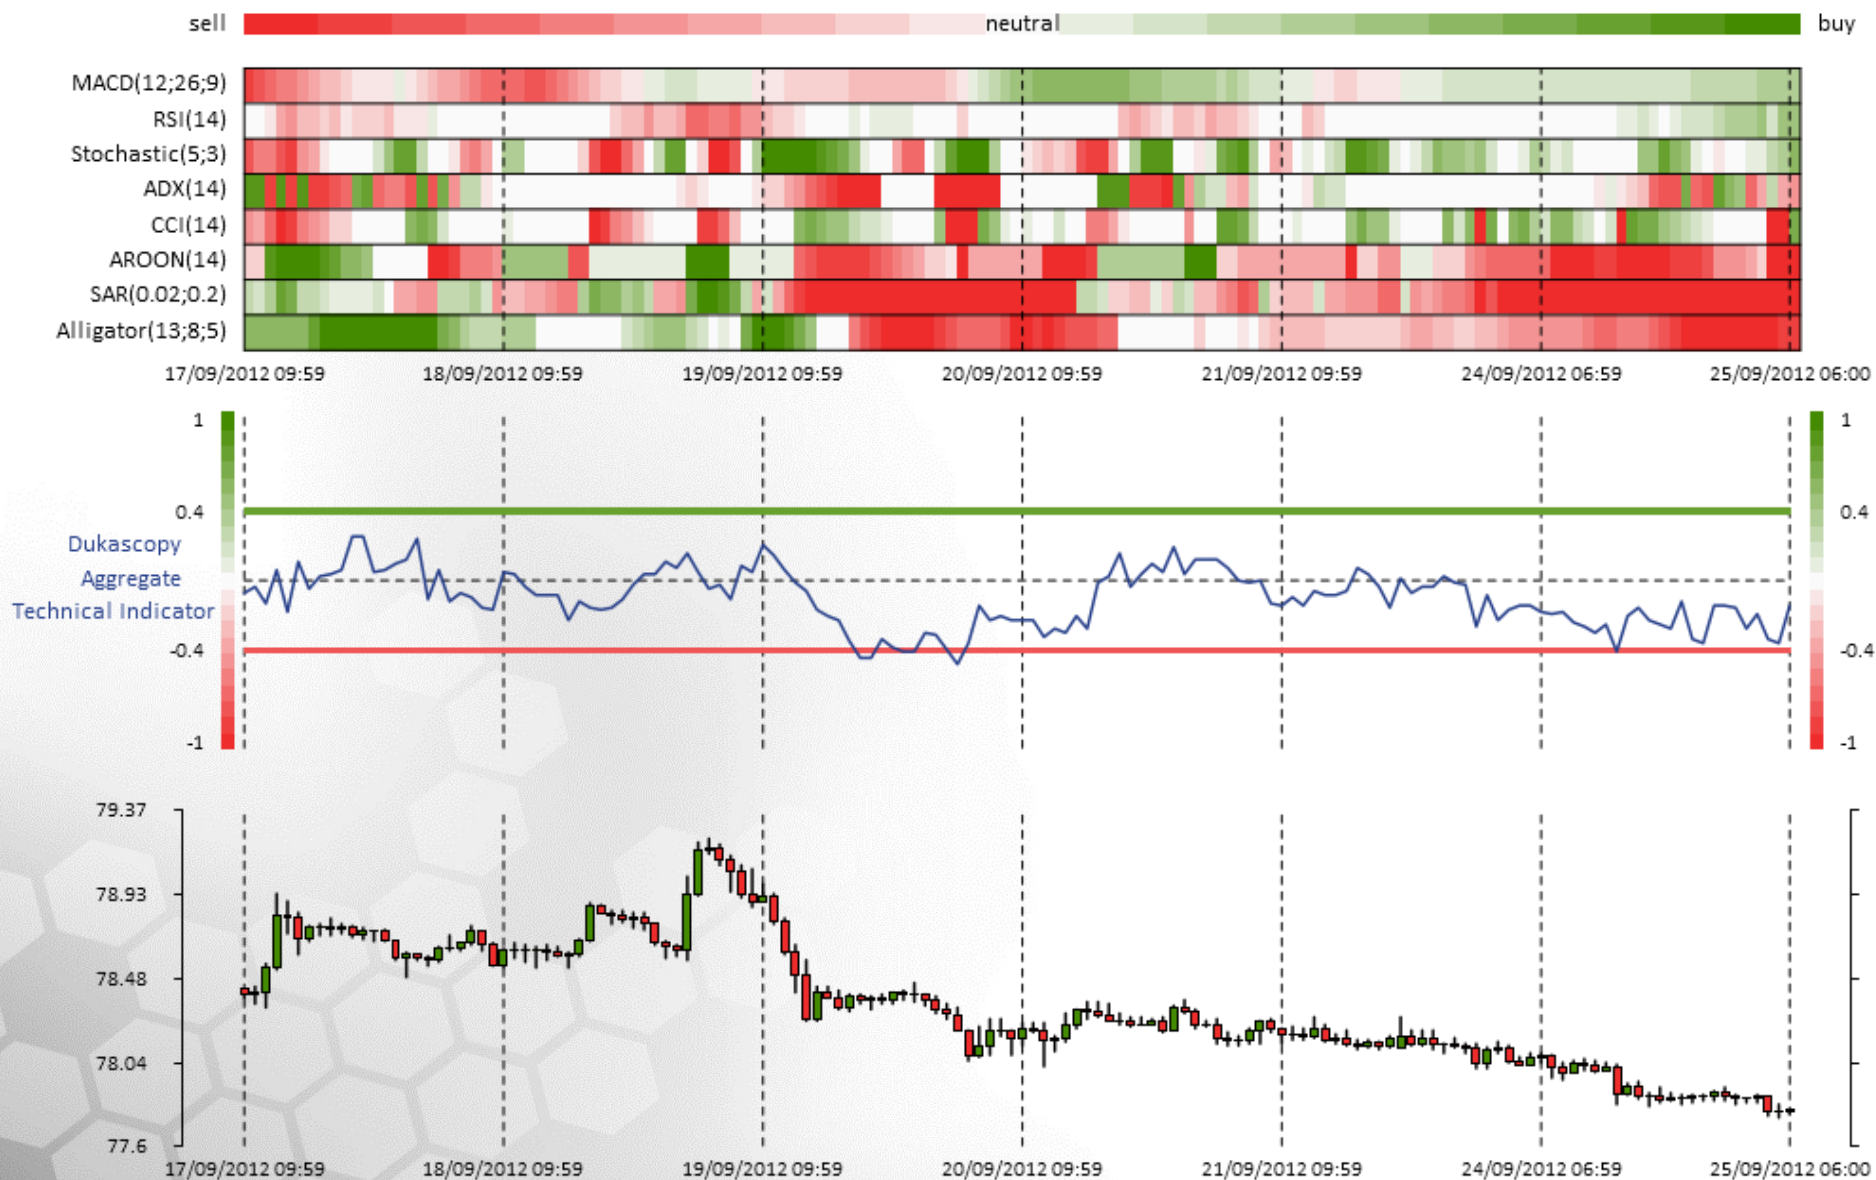 sell neutral buy
MACD(12;26;9)
RSI(14)
Stochastic(5;3)
ADX(14)
CCI(14)
AROON(14)
SAR(0.02;0.2)
Alligator(13;8;5)
17/09/2012 09:59 18/09/2012 09:59 19/09/2012 09:59 20/09/2012 09:59 21/09/2012 09:59 24/09/2012 06:59 25/09/2012 06:00
1 1
0.4 0.4
Dukascopy
Aggregate
Technical Indicator
-0.4 -0.4
-1 -1
79.37
78.93
78.48
78.04
77.6
17/09/2012 09:59 18/09/2012 09:59 19/09/2012 09:59 20/09/2012 09:59 21/09/2012 09:59 24/09/2012 06:59 25/09/2012 06:00